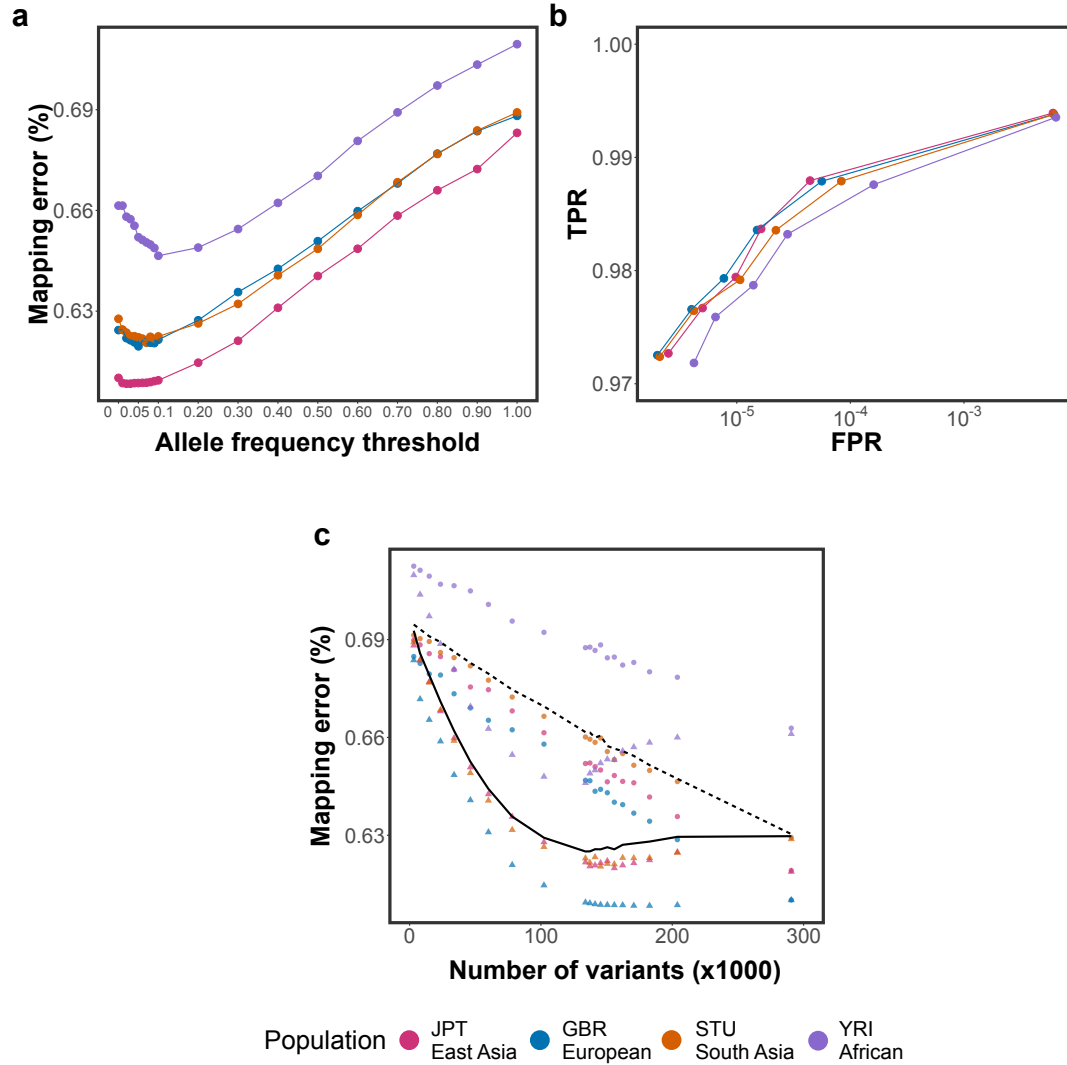 a
Mapping error (%)
0.69
0.66
0.63
0 0 0.05 0.1 0.20 0.30 0.40 0.50 0.60 0.70 0.80 0.90 1.00
Allele frequency threshold
b
TPR
1.00
0.99
0.98
0.97
10-5 10-4 10-3
FPR
c
Mapping error (%)
0.69
0.66
0.63
0 100 200 300
Number of variants (x1000)
Population
JPT
East Asia
GBR
European
STU
South Asia
YRI
African